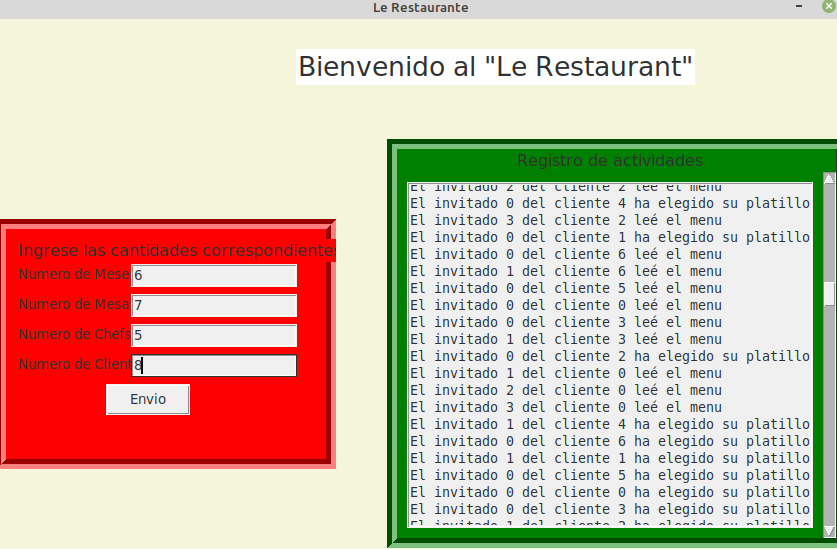 Le Restaurante
Bienvenido al "Le Restaurant"
Registro de actividades
El invitado 2 del cliente 2 leé el menu
El invitado 0 del cliente 4 ha elegido su platillo
El invitado 3 del cliente 2 leé el menu
El invitado 0 del cliente 1 ha elegido su platillo
El invitado 0 del cliente 6 leé el menu
El invitado 1 del cliente 6 leé el menu
El invitado 0 del cliente 5 leé el menu
El invitado 0 del cliente 0 leé el menu
El invitado 0 del cliente 3 leé el menu
El invitado 1 del cliente 3 leé el menu
El invitado 0 del cliente 2 ha elegido su platillo
El invitado 1 del cliente 0 leé el menu
El invitado 2 del cliente 0 leé el menu
El invitado 3 del cliente 0 leé el menu
El invitado 1 del cliente 4 ha elegido su platillo
El invitado 0 del cliente 6 ha elegido su platillo
El invitado 1 del cliente 1 ha elegido su platillo
El invitado 0 del cliente 5 ha elegido su platillo
El invitado 0 del cliente 0 ha elegido su platillo
El invitado 0 del cliente 3 ha elegido su platillo
El invitado 1 del cliente 2 ha elegido su platillo
Ingrese las cantidades correspondientes
Numero de Mese 6
Numero de Mesa 7
Numero de Chefs 5
Numero de Client 8
Envio